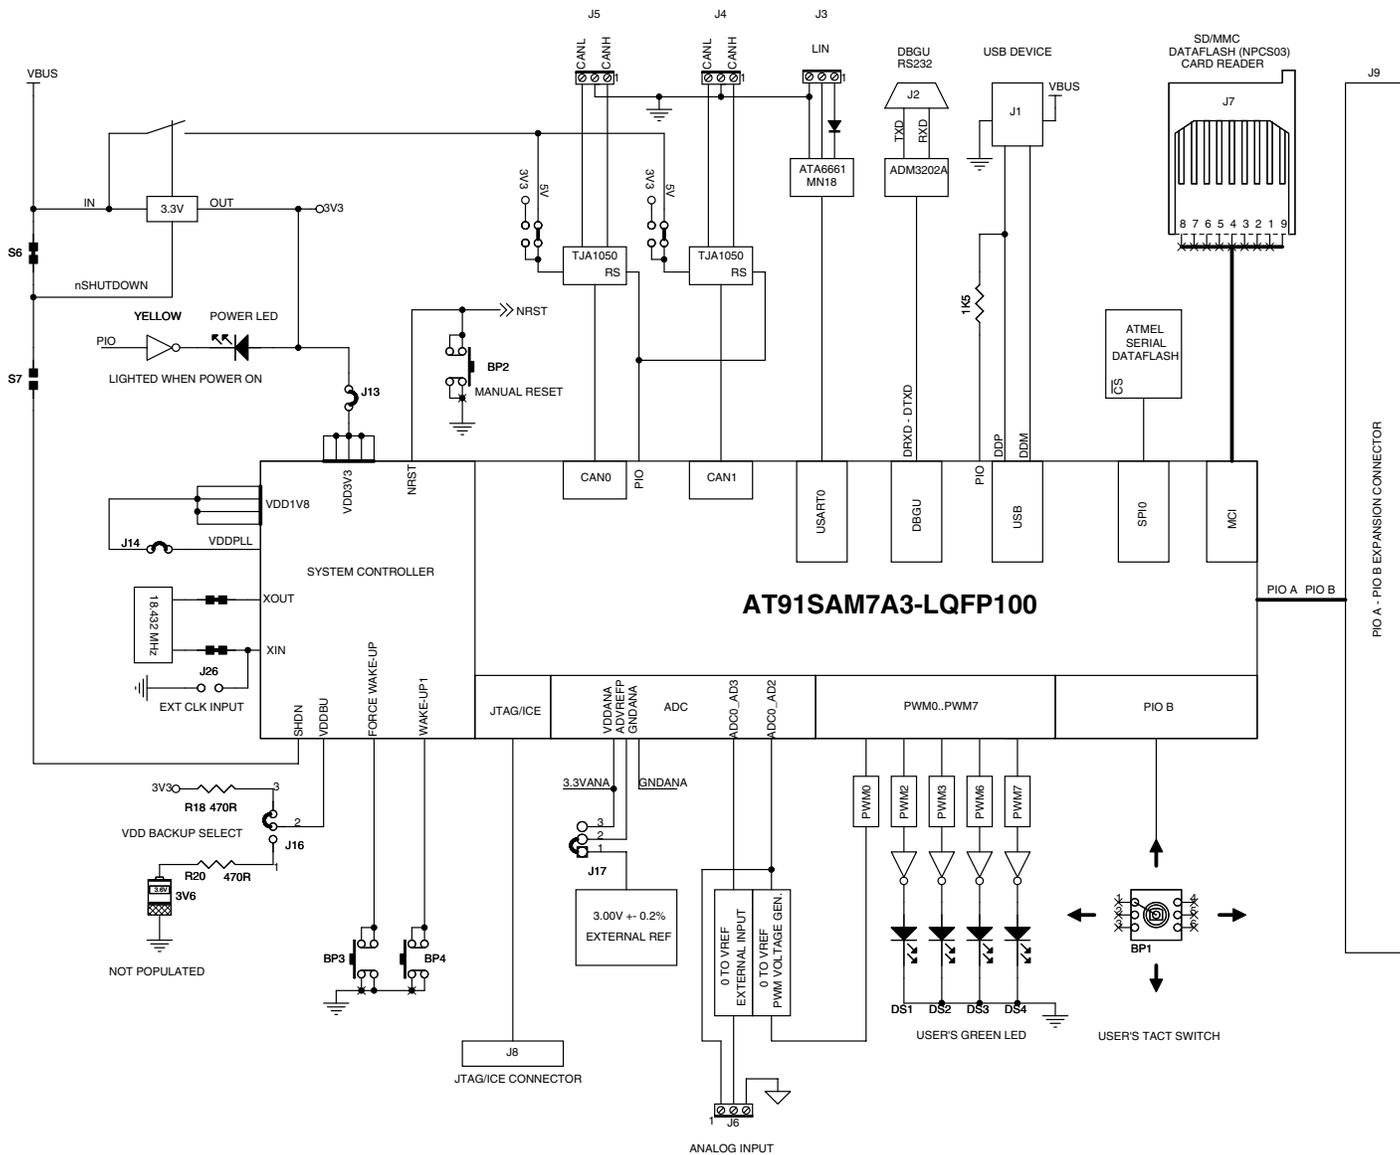 J5
J4
J3
SD/MMC
DATAFLASH (NPCS03)
CARD READER
CANL
CANH
CANL
CANH
LIN
DBGU
RS232
USB DEVICE
VBUS
J9
1
1
1
J2
J1
VBUS
J7
TXD
RXD
3V3
5V
3V3
5V
ATA6661
MN18
ADM3202A
IN
3.3V
OUT
3V3
8 7 6 5 4 3 2 1 9
S6
TJA1050
RS
TJA1050
RS
nSHUTDOWN
1K5
NRST
YELLOW
POWER LED
PIO
ATMEL
SERIAL
DATAFLASH
CS
BP2
S7
LIGHTED WHEN POWER ON
J13
MANUAL RESET
DRXD - DTXD
DDP
DDM
VDD3V3
NRST
CAN0
PIO
CAN1
USART0
DBGU
PIO
USB
SPI0
MCI
VDD1V8
J14
VDDPLL
SYSTEM CONTROLLER
AT91SAM7A3-LQFP100
PIO A
PIO B
PIO A - PIO B EXPANSION CONNECTOR
18.432 MHz
XOUT
XIN
J26
EXT CLK INPUT
SHDN
VDDBU
FORCE WAKE-UP
WAKE-UP1
JTAG/ICE
VDDANA
ADVREFP
GNDANA
ADC
ADC0_AD3
ADC0_AD2
PWM0..PWM7
PIO B
3V3
R18 470R
3
2
VDD BACKUP SELECT
J16
1
R20 470R
3.6V
3V6
NOT POPULATED
3.3VANA
GNDANA
3
2
1
J17
3.00V +- 0.2%
EXTERNAL REF
PWM0
PWM2
PWM3
PWM6
PWM7
0 TO VREF
EXTERNAL INPUT
0 TO VREF
PWM VOLTAGE GEN.
BP3
BP4
BP1
DS1
DS2
DS3
DS4
USER'S GREEN LED
USER'S TACT SWITCH
J8
JTAG/ICE CONNECTOR
1
J6
ANALOG INPUT